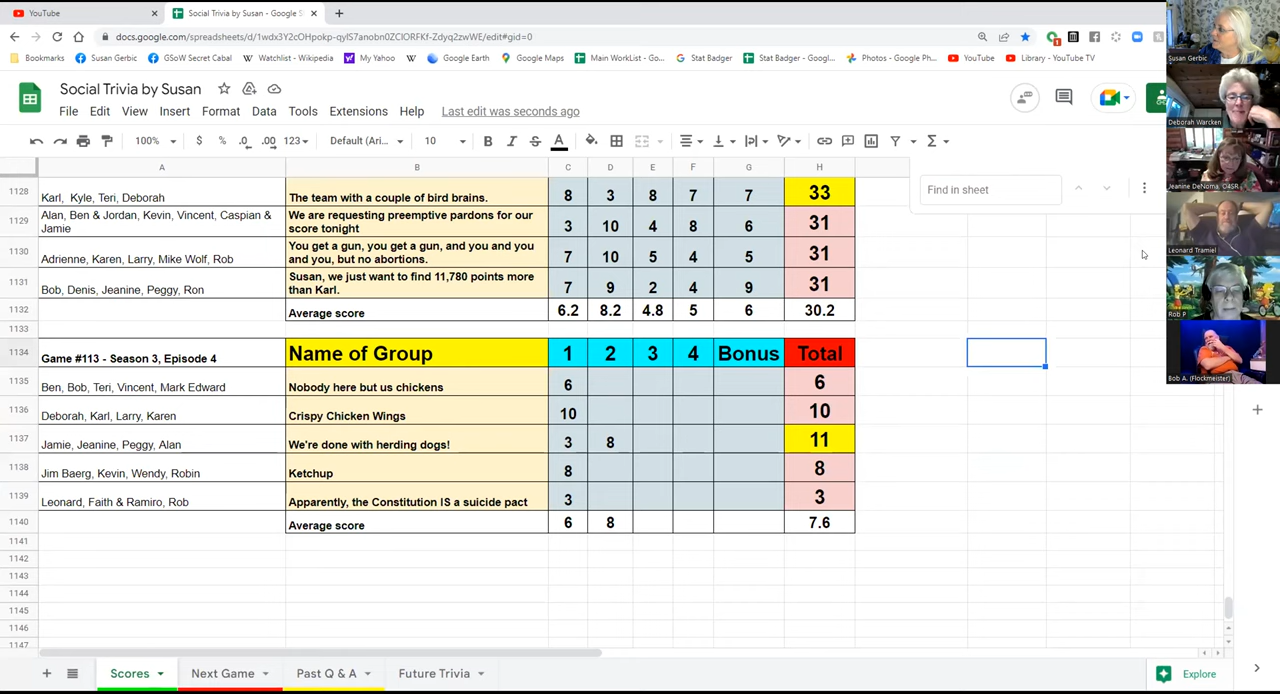 YouTube
Social Trivia by Susan - Google S
docs.google.com/spreadsheets/d/1wdx3Y2cOHpokp-qyIS7anobn0ZClORFKf-Zdyq2zwWE/edit#gid=0
Bookmarks Susan Gerbic GSoW Secret Cabal Watchlist - Wikipedia My Yahoo Google Earth Google Maps Main WorkList - Go... Stat Badger Stat Badger - Googl... Photos - Google Ph... YouTube Library - YouTube TV
Social Trivia by Susan
File Edit View Insert Format Data Tools Extensions Help Last edit was seconds ago
100% $ % .0 .00 123 Default (Ari... 10 B I S A
A B C D E F G H
Find in sheet
1128 Karl, Kyle, Teri, Deborah The team with a couple of bird brains. 8 3 8 7 7 33
1129 Alan, Ben & Jordan, Kevin, Vincent, Caspian & Jamie We are requesting preemptive pardons for our score tonight 3 10 4 8 6 31
1130 Adrienne, Karen, Larry, Mike Wolf, Rob You get a gun, you get a gun, and you and you and you, but no abortions. 7 10 5 4 5 31
1131 Bob, Denis, Jeanine, Peggy, Ron Susan, we just want to find 11,780 points more than Karl. 7 9 2 4 9 31
1132 Average score 6.2 8.2 4.8 5 6 30.2
1133
1134 Game #113 - Season 3, Episode 4 Name of Group 1 2 3 4 Bonus Total
1135 Ben, Bob, Teri, Vincent, Mark Edward Nobody here but us chickens 6 6
1136 Deborah, Karl, Larry, Karen Crispy Chicken Wings 10 10
1137 Jamie, Jeanine, Peggy, Alan We're done with herding dogs! 3 8 11
1138 Jim Baerg, Kevin, Wendy, Robin Ketchup 8 8
1139 Leonard, Faith & Ramiro, Rob Apparently, the Constitution IS a suicide pact 3 3
1140 Average score 6 8 7.6
1141
1142
1143
1144
1145
1146
1147
Scores Next Game Past Q & A Future Trivia
Explore
Susan Gerbic
Deborah Warcken
Jeanine DeNoma, O4SR
Leonard Tramiel
Rob P
Bob A. (Flockmeister)